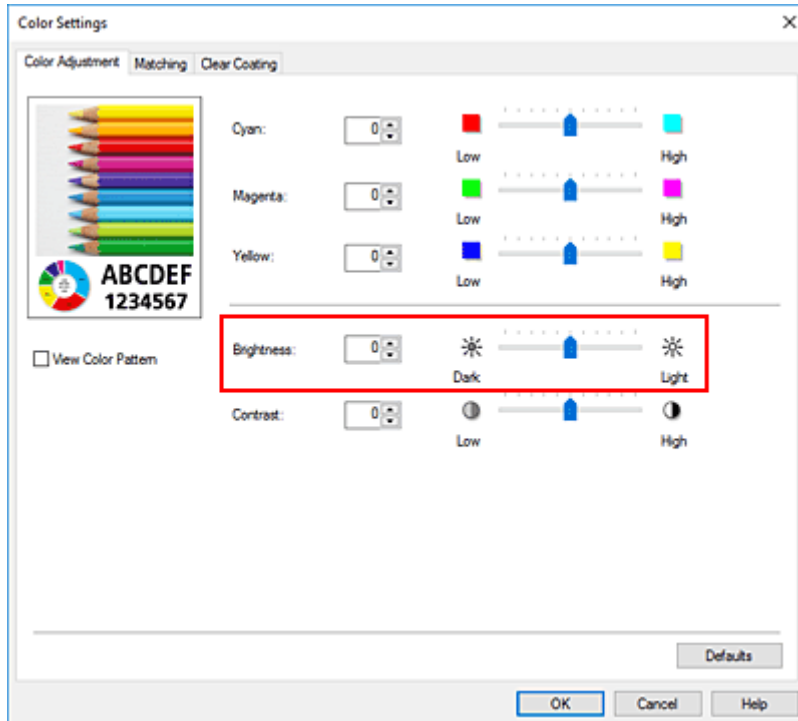 Color Settings
Color Adjustment Matching Clear Coating
Cyan: 0
Low High
Magenta: 0
Low High
Yellow: 0
Low High
ABCDEF
1234567
View Color Pattern
Brightness: 0
Dark Light
Contrast: 0
Low High
Defaults
OK Cancel Help